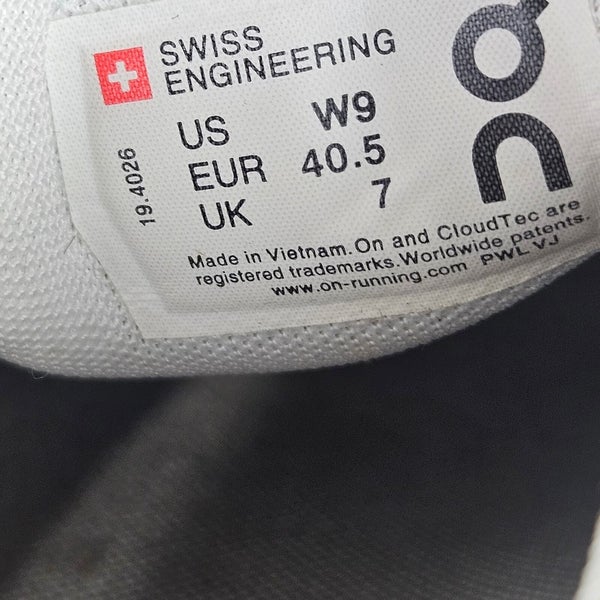 SWISS
ENGINEERING
US W9
EUR 40.5
UK 7
19.4026
Made in Vietnam. On and CloudTec are
registered trademarks. Worldwide patents.
www.on-running.com PWL VJ
On